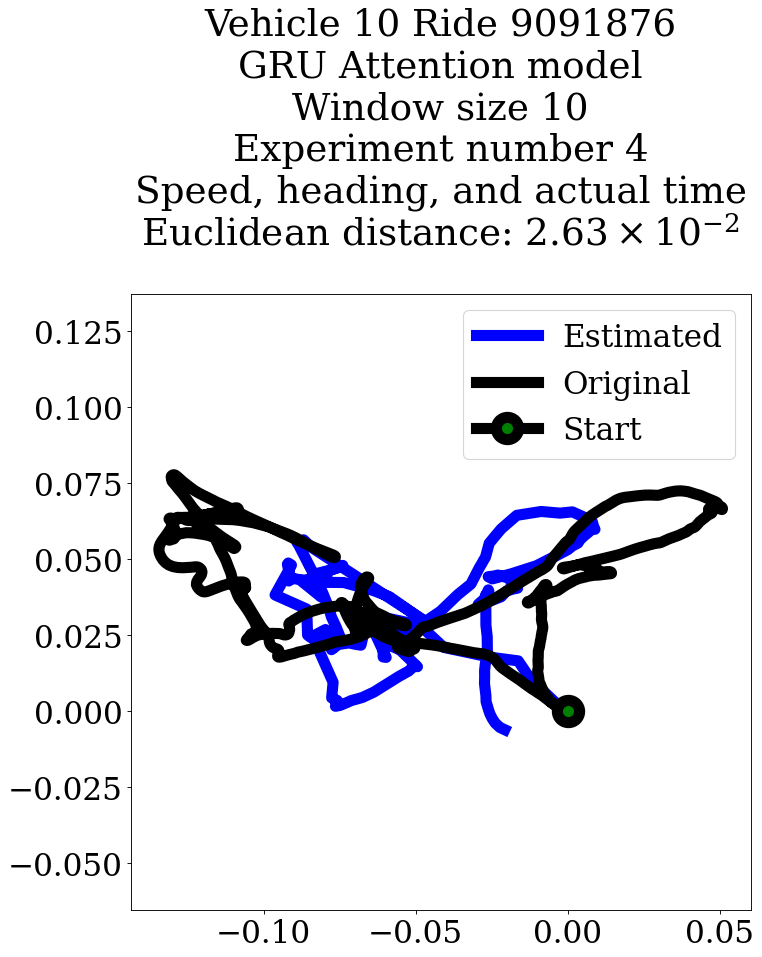 Vehicle 10 Ride 9091876
GRU Attention model
Window size 10
Experiment number 4
Speed, heading, and actual time
Euclidean distance: 2.63 × 10⁻²
Estimated
Original
Start
0.125
0.100
0.075
0.050
0.025
0.000
−0.025
−0.050
−0.10 −0.05 0.00 0.05